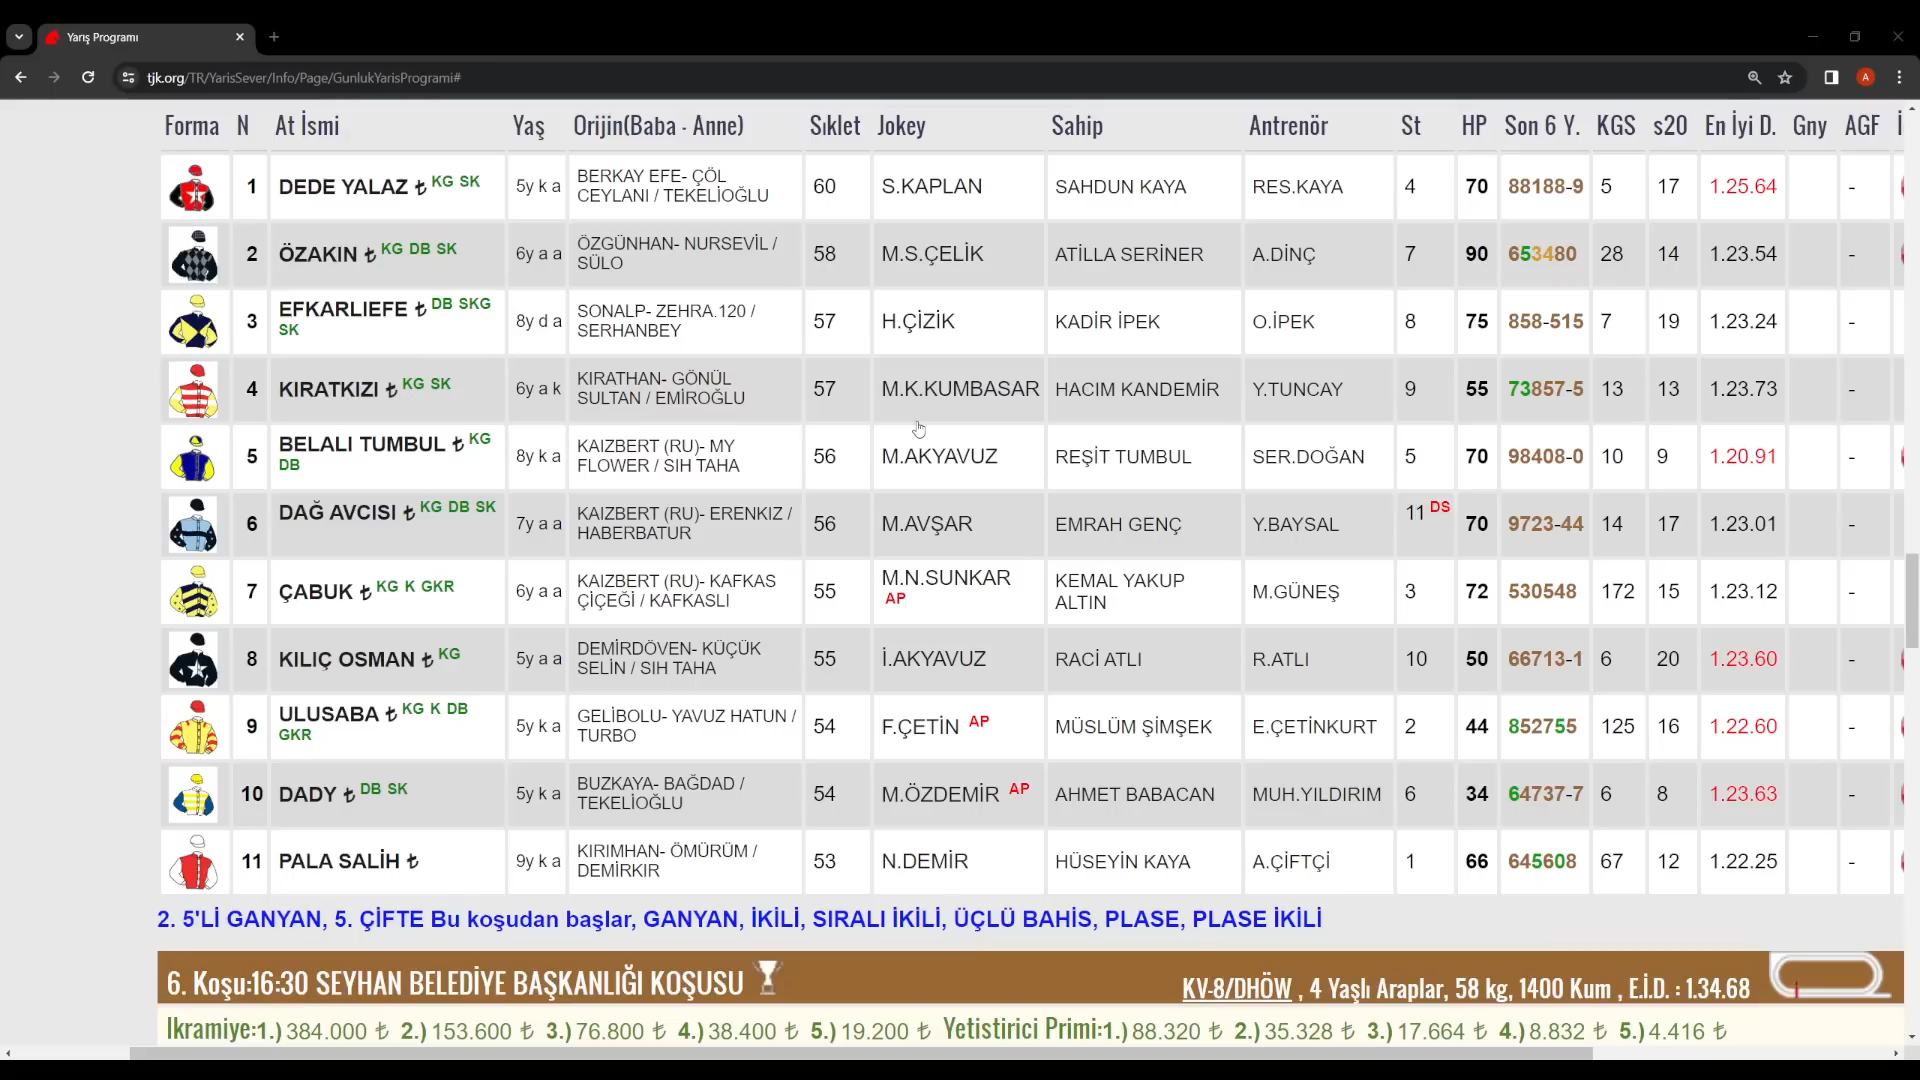 Yarış Programı
tjk.org/TR/YarisSever/Info/Page/GunlukYarisProgrami#
A
Forma N At İsmi Yaş Orijin(Baba - Anne) Sıklet Jokey Sahip Antrenör St HP Son 6 Y. KGS s20 En İyi D. Gny AGF İ
1 DEDE YALAZ ₺ KG SK 5y k a BERKAY EFE- ÇÖL CEYLANI / TEKELİOĞLU 60 S.KAPLAN SAHDUN KAYA RES.KAYA 4 70 88188-9 5 17 1.25.64 -
2 ÖZAKIN ₺ KG DB SK 6y a a ÖZGÜNHAN- NURSEVİL / SÜLO 58 M.S.ÇELİK ATİLLA SERİNER A.DİNÇ 7 90 653480 28 14 1.23.54 -
3 EFKARLIEFE ₺ DB SKG SK 8y d a SONALP- ZEHRA.120 / SERHANBEY 57 H.ÇİZİK KADİR İPEK O.İPEK 8 75 858-515 7 19 1.23.24 -
4 KIRATKIZI ₺ KG SK 6y a k KIRATHAN- GÖNÜL SULTAN / EMİROĞLU 57 M.K.KUMBASAR HACIM KANDEMİR Y.TUNCAY 9 55 73857-5 13 13 1.23.73 -
5 BELALI TUMBUL ₺ KG DB 8y k a KAIZBERT (RU)- MY FLOWER / SIH TAHA 56 M.AKYAVUZ REŞİT TUMBUL SER.DOĞAN 5 70 98408-0 10 9 1.20.91 -
6 DAĞ AVCISI ₺ KG DB SK 7y a a KAIZBERT (RU)- ERENKIZ / HABERBATUR 56 M.AVŞAR EMRAH GENÇ Y.BAYSAL 11 DS 70 9723-44 14 17 1.23.01 -
7 ÇABUK ₺ KG K GKR 6y a a KAIZBERT (RU)- KAFKAS ÇİÇEĞİ / KAFKASLI 55 M.N.SUNKAR AP KEMAL YAKUP ALTIN M.GÜNEŞ 3 72 530548 172 15 1.23.12 -
8 KILIÇ OSMAN ₺ KG 5y a a DEMİRDÖVEN- KÜÇÜK SELİN / SIH TAHA 55 İ.AKYAVUZ RACİ ATLI R.ATLI 10 50 66713-1 6 20 1.23.60 -
9 ULUSABA ₺ KG K DB GKR 5y k a GELİBOLU- YAVUZ HATUN / TURBO 54 F.ÇETİN AP MÜSLÜM ŞİMŞEK E.ÇETİNKURT 2 44 852755 125 16 1.22.60 -
10 DADY ₺ DB SK 5y k a BUZKAYA- BAĞDAD / TEKELİOĞLU 54 M.ÖZDEMİR AP AHMET BABACAN MUH.YILDIRIM 6 34 64737-7 6 8 1.23.63 -
11 PALA SALİH ₺ 9y k a KIRIMHAN- ÖMÜRÜM / DEMİRKIR 53 N.DEMİR HÜSEYİN KAYA A.ÇİFTÇİ 1 66 645608 67 12 1.22.25 -
2. 5'Lİ GANYAN, 5. ÇİFTE Bu koşudan başlar, GANYAN, İKİLİ, SIRALI İKİLİ, ÜÇLÜ BAHİS, PLASE, PLASE İKİLİ
6. Koşu:16:30 SEYHAN BELEDİYE BAŞKANLIĞI KOŞUSU KV-8/DHÖW , 4 Yaşlı Araplar, 58 kg, 1400 Kum , E.İ.D. : 1.34.68
Ikramiye:1.) 384.000 ₺ 2.) 153.600 ₺ 3.) 76.800 ₺ 4.) 38.400 ₺ 5.) 19.200 ₺ Yetistirici Primi:1.) 88.320 ₺ 2.) 35.328 ₺ 3.) 17.664 ₺ 4.) 8.832 ₺ 5.) 4.416 ₺